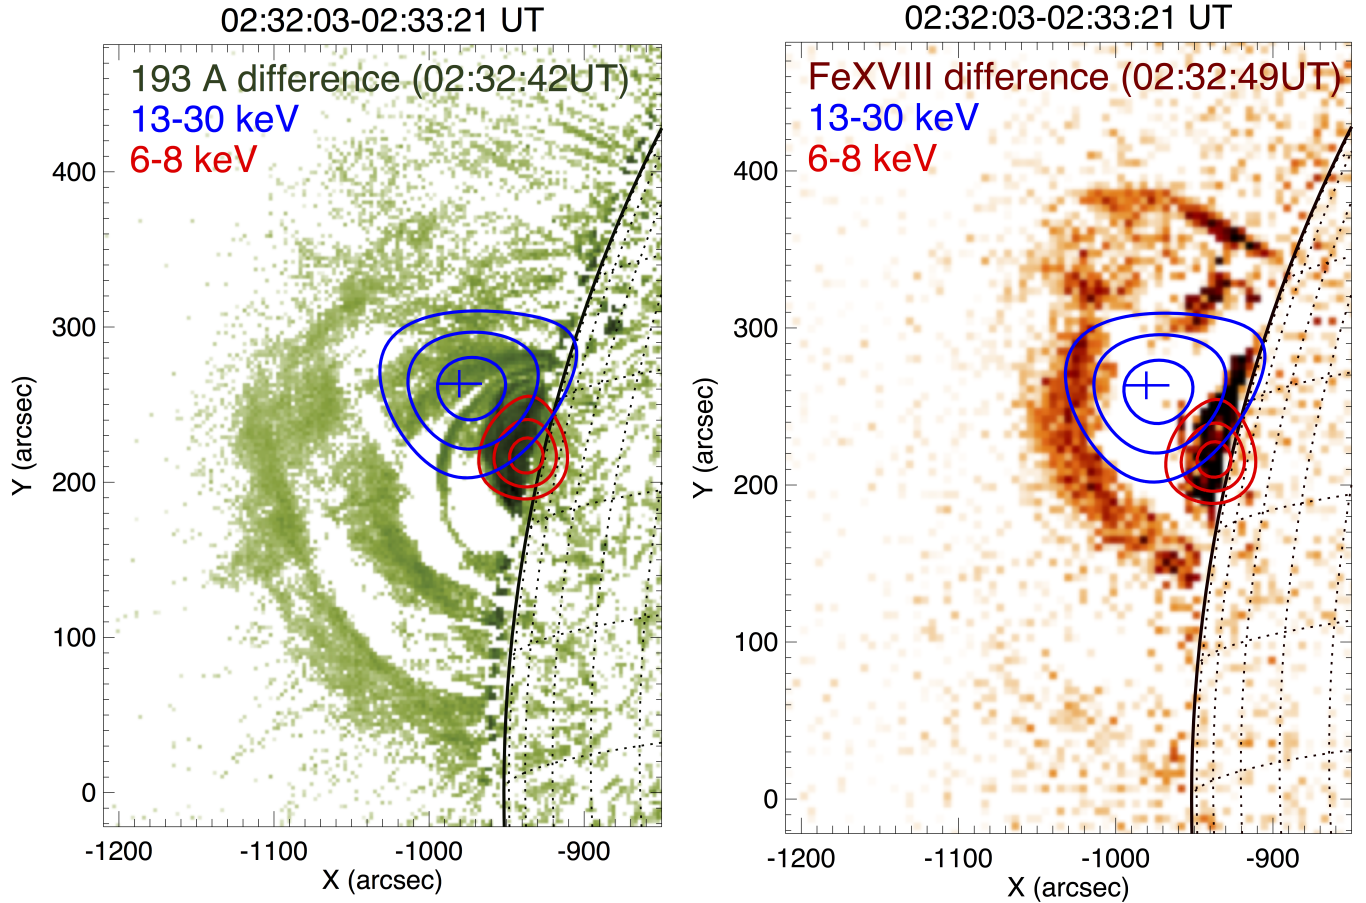 02:32:03-02:33:21 UT
193 A difference (02:32:42UT)
13-30 keV
6-8 keV
400
300
200
100
0
Y (arcsec)
-1200
-1100
-1000
-900
X (arcsec)
02:32:03-02:33:21 UT
FeXVIII difference (02:32:49UT)
13-30 keV
6-8 keV
400
300
200
100
0
Y (arcsec)
-1200
-1100
-1000
-900
X (arcsec)